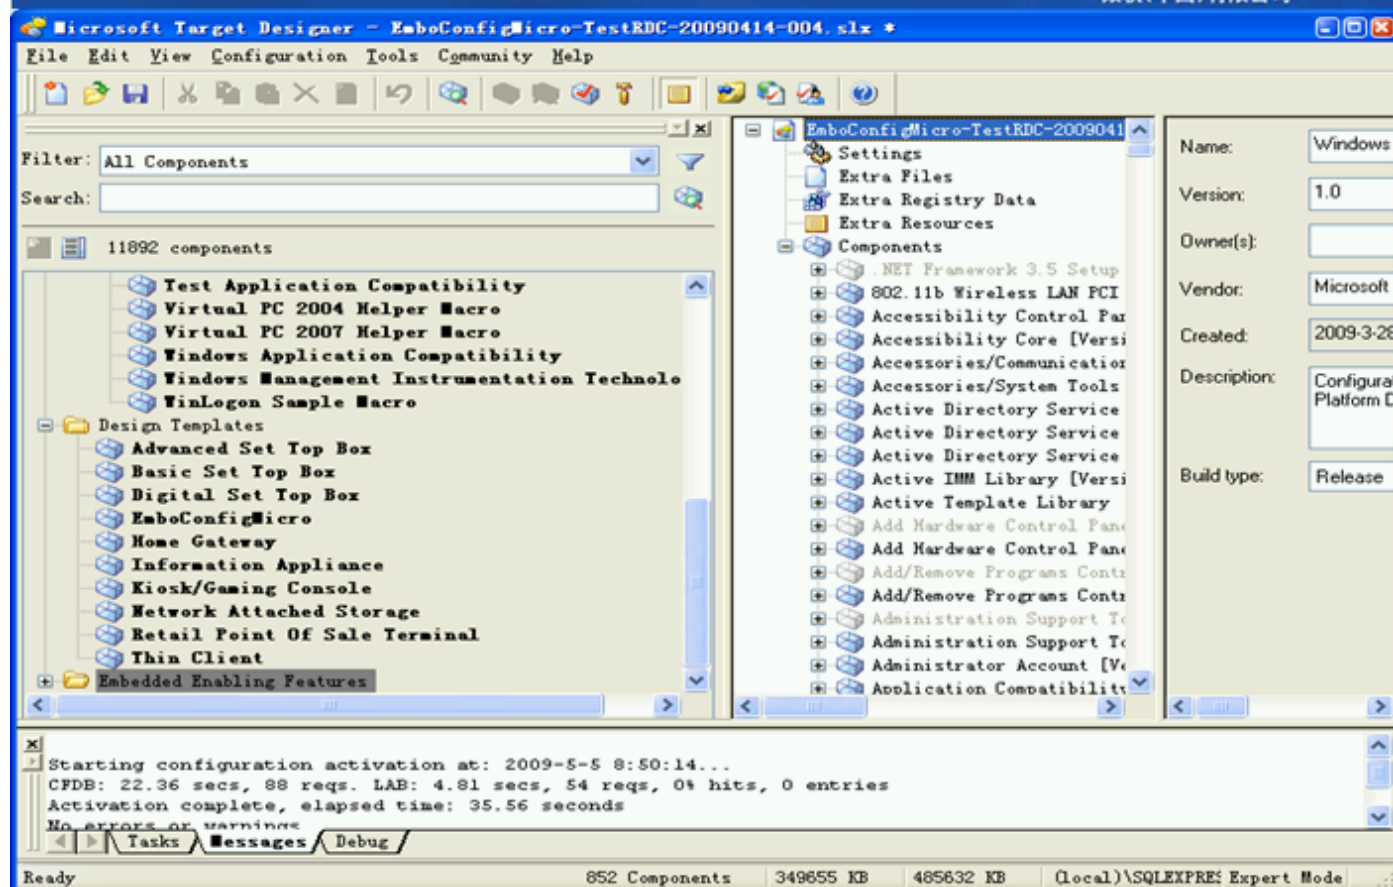 Microsoft Target Designer - EmboConfigMicro-TestRDC-20090414-004.slx *
File Edit View Configuration Tools Community Help
Filter: All Components
Search:
11892 components
Test Application Compatibility
Virtual PC 2004 Helper Macro
Virtual PC 2007 Helper Macro
Windows Application Compatibility
Windows Management Instrumentation Technolo
WinLogon Sample Macro
Design Templates
Advanced Set Top Box
Basic Set Top Box
Digital Set Top Box
EmboConfigMicro
Home Gateway
Information Appliance
Kiosk/Gaming Console
Network Attached Storage
Retail Point Of Sale Terminal
Thin Client
Embedded Enabling Features
EmboConfigMicro-TestRDC-2009041
Settings
Extra Files
Extra Registry Data
Extra Resources
Components
.NET Framework 3.5 Setup
802.11b Wireless LAN PCI
Accessibility Control Par
Accessibility Core [Versi
Accessories/Communication
Accessories/System Tools
Active Directory Service
Active Directory Service
Active Directory Service
Active IMM Library [Versi
Active Template Library
Add Hardware Control Pane
Add Hardware Control Pane
Add/Remove Programs Contr
Add/Remove Programs Contr
Administration Support To
Administration Support To
Administrator Account [Ve
Application Compatibility
Name: Windows
Version: 1.0
Owner(s):
Vendor: Microsoft
Created: 2009-3-28
Description: Configurat
Platform D
Build type: Release
Starting configuration activation at: 2009-5-5 8:50:14...
CFDB: 22.36 secs, 88 reqs. LAB: 4.81 secs, 54 reqs, 0% hits, 0 entries
Activation complete, elapsed time: 35.56 seconds
No errors or warnings
Tasks Messages Debug
Ready 852 Components 349655 KB 485632 KB (local)\SQLEXPRES Expert Mode